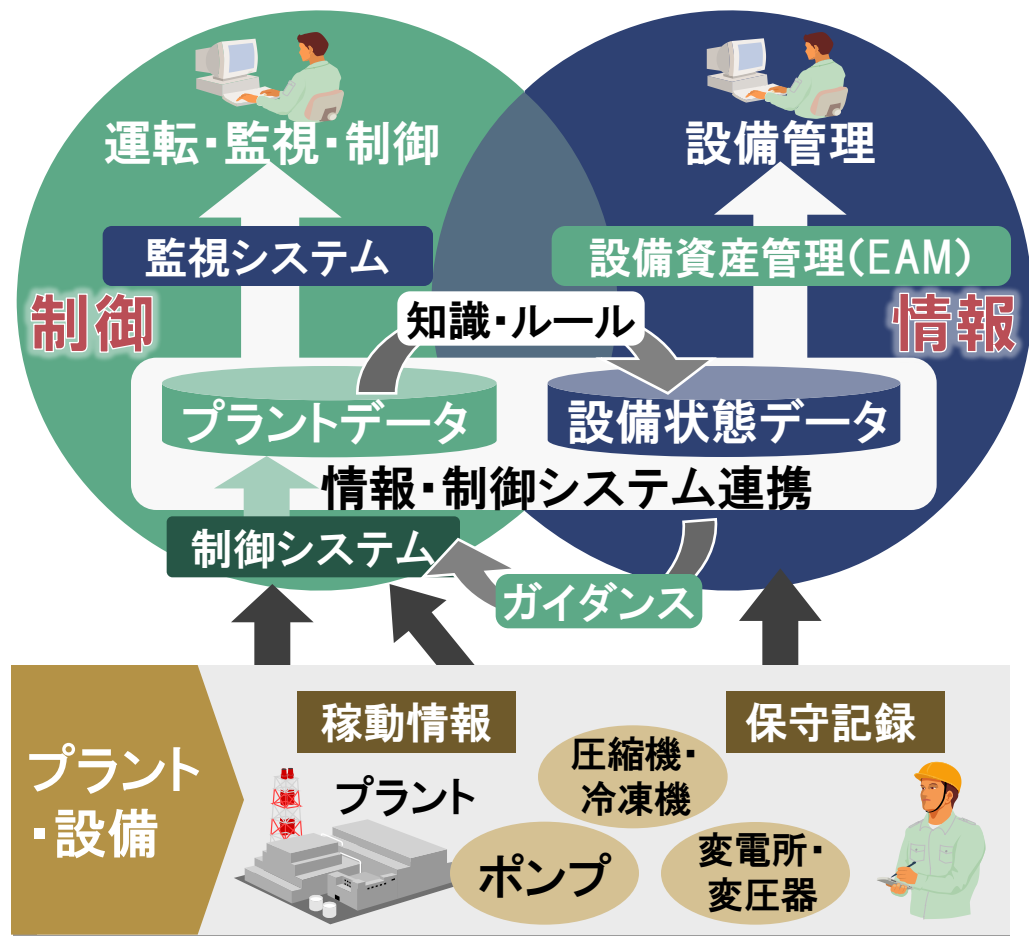 運転・監視・制御
設備管理
監視システム
設備資産管理(EAM)
制御
情報
知識・ルール
プラントデータ
設備状態データ
情報・制御システム連携
制御システム
ガイダンス
プラント
・設備
稼動情報
保守記録
プラント
圧縮機・
冷凍機
ポンプ
変電所・
変圧器